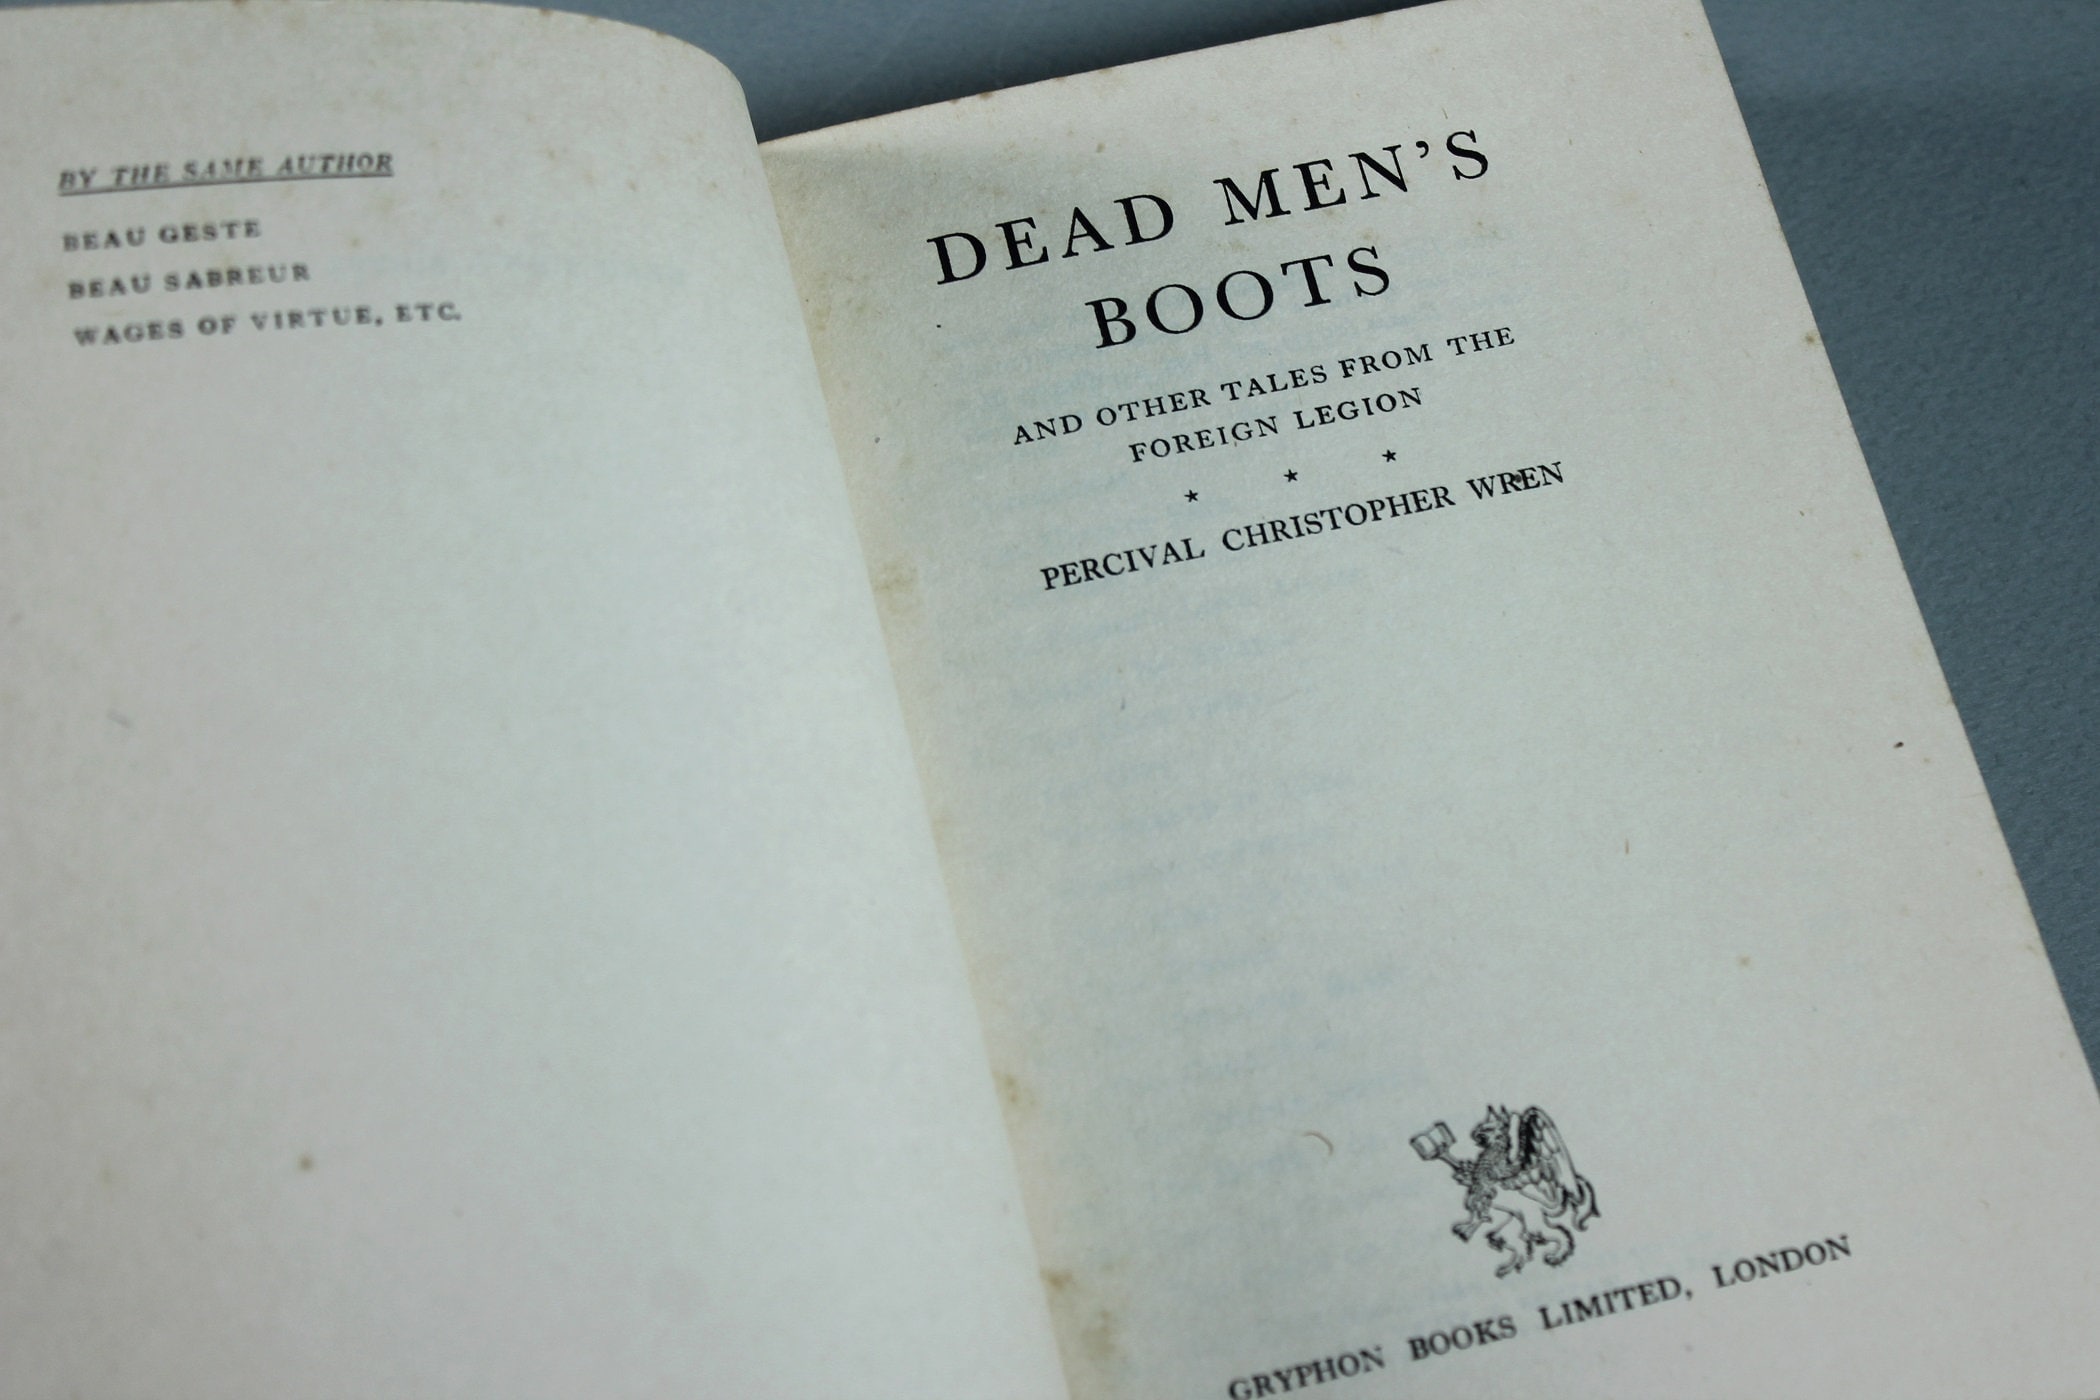 BY THE SAME AUTHOR
BEAU GESTE
BEAU SABREUR
WAGES OF VIRTUE, ETC.
DEAD MEN'S
BOOTS
AND OTHER TALES FROM THE
FOREIGN LEGION
★ ★ ★
PERCIVAL CHRISTOPHER WREN
GRYPHON BOOKS LIMITED, LONDON